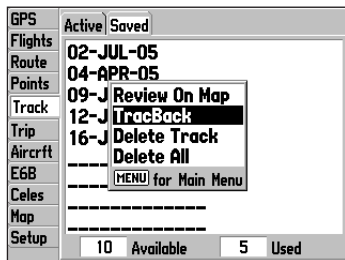 GPS
Flights
Route
Points
Track
Trip
Aircrft
E6B
Celes
Map
Setup
Active Saved
02-JUL-05
04-APR-05
09-J
12-J
16-J
Review On Map
TracBack
Delete Track
Delete All
MENU for Main Menu
10 Available 5 Used